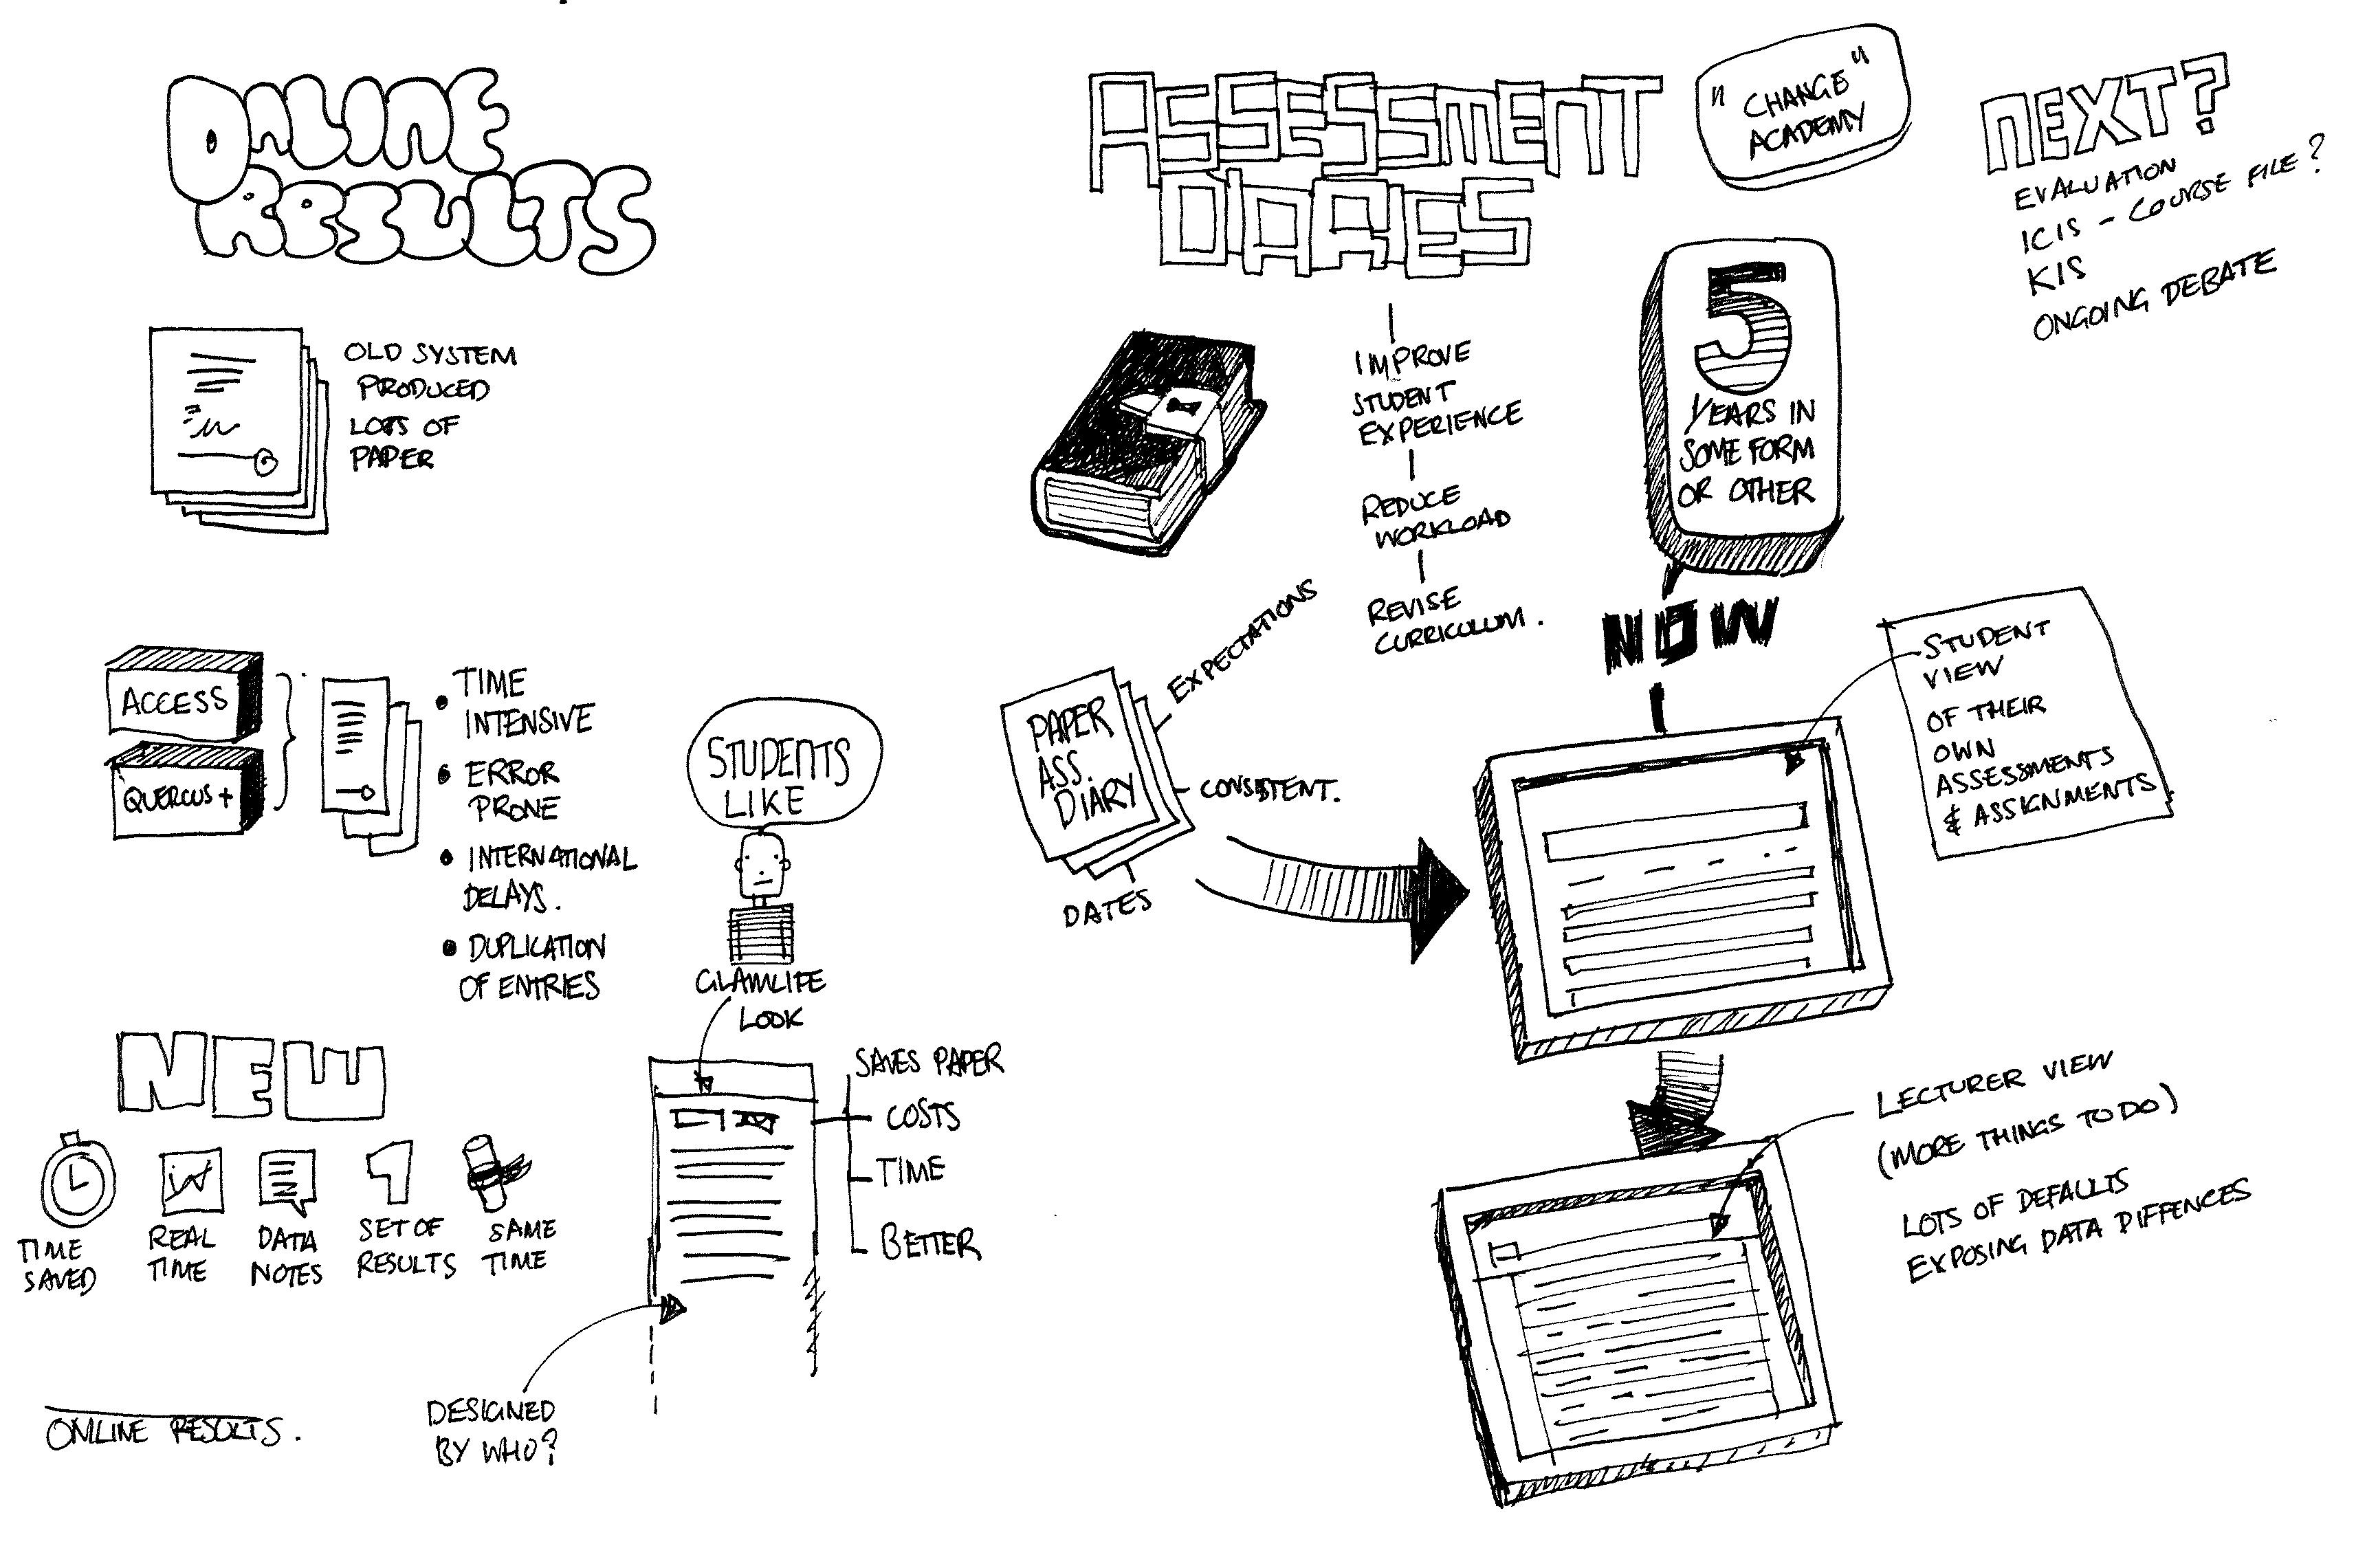 ONLINE
RESULTS
OLD SYSTEM
PRODUCED
LOTS OF
PAPER
ACCESS
QUERCUS +
TIME
INTENSIVE
ERROR
PRONE
INTERNATIONAL
DELAYS.
DUPLICATION
OF ENTRIES
STUDENTS
LIKE
GLAMLIFE
LOOK
NEW
TIME
SAVED
REAL
TIME
DATA
NOTES
1
SET OF
RESULTS
SAME
TIME
SAVES PAPER
COSTS
TIME
BETTER
DESIGNED
BY WHO?
ONLINE RESULTS.
ASSESSMENT
DIARIES
IMPROVE
STUDENT
EXPERIENCE
REDUCE
WORKLOAD
REVISE
CURRICULUM.
PAPER
ASS.
DIARY
EXPECTATIONS
CONSISTENT.
DATES
"CHANGE"
ACADEMY
5
YEARS IN
SOME FORM
OR OTHER
NOW
STUDENT
VIEW
OF THEIR
OWN
ASSESSMENTS
& ASSIGNMENTS
LECTURER VIEW
(MORE THINGS TO DO)
LOTS OF DEFAULTS
EXPOSING DATA DIFFENCES
NEXT?
EVALUATION
ICIS - COURSE FILE?
KIS
ONGOING DEBATE